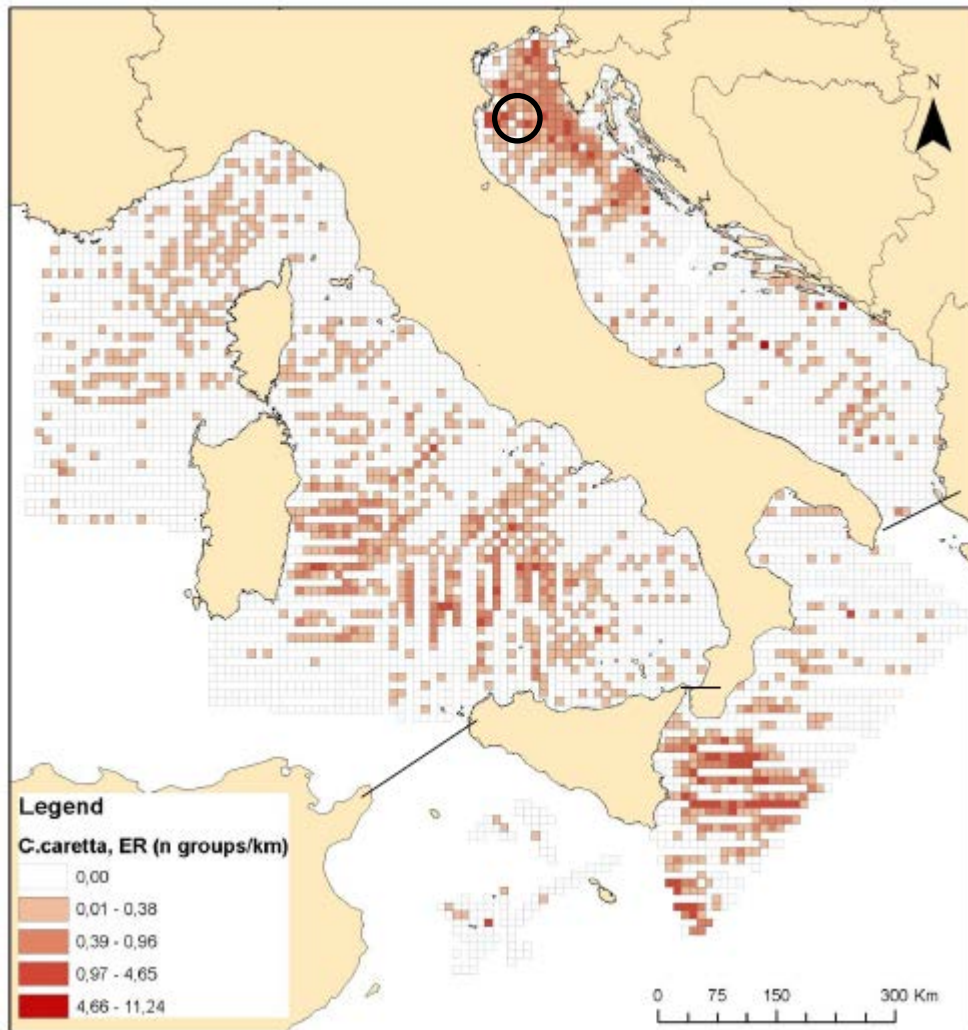 N
Legend
C.caretta, ER (n groups/km)
0,00
0,01 - 0,38
0,39 - 0,96
0,97 - 4,65
4,66 - 11,24
0 75 150 300 Km